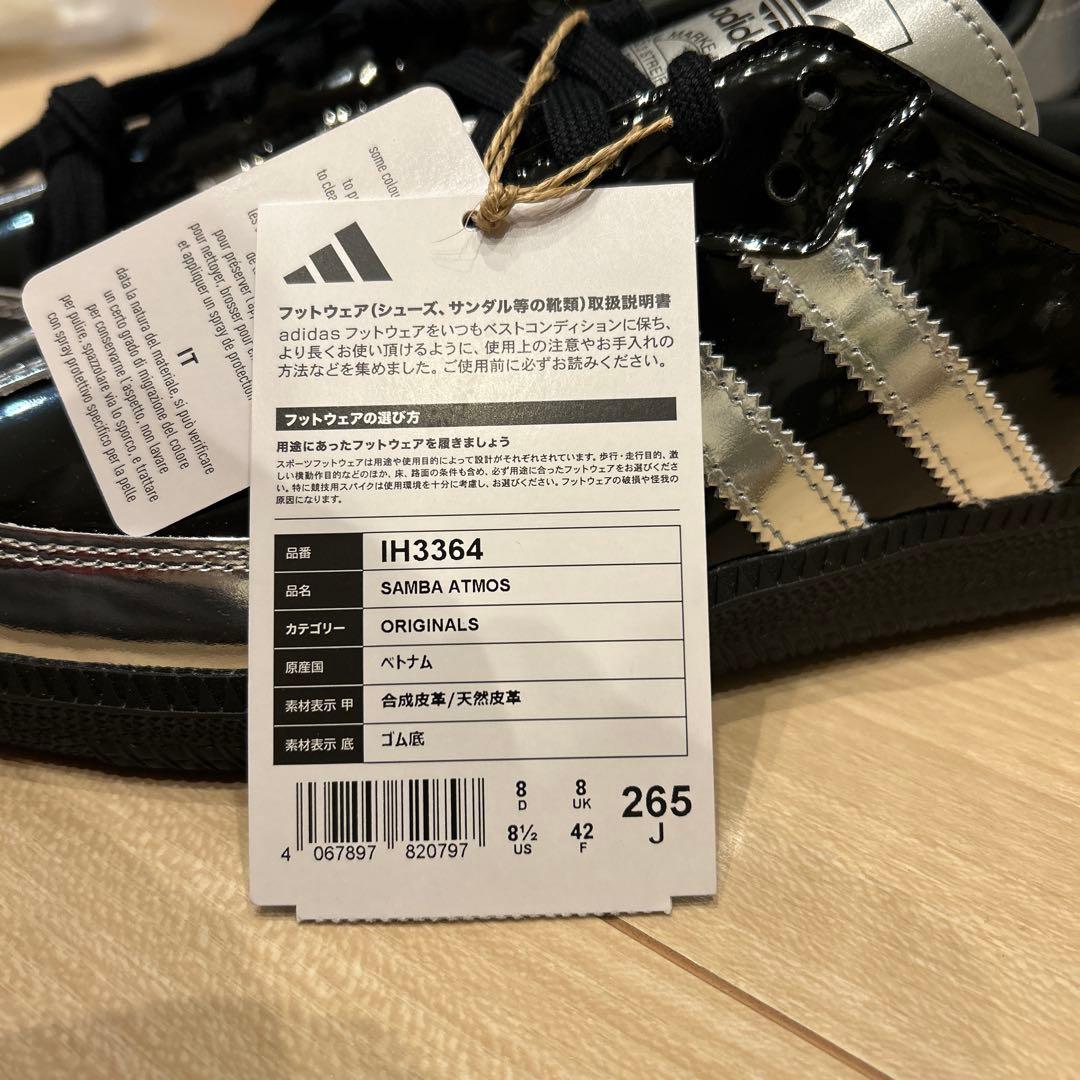 adidas
MARKE
フットウェア(シューズ、サンダル等の靴類)取扱説明書
adidas フットウェアをいつもベストコンディションに保ち、
より長くお使い頂けるように、使用上の注意やお手入れの
方法などを集めました。ご使用前に必ずお読みください。
フットウェアの選び方
用途にあったフットウェアを履きましょう
スポーツフットウェアは用途や使用目的によって設計がそれぞれされています。歩行・走行目的、激
しい横動作目的などのほか、床、路面の条件も含め、必ず用途に合ったフットウェアをお選びくださ
い。特に競技用スパイクは使用環境を十分に考慮し、お選びください。フットウェアの破損や怪我の
原因になります。
品番 IH3364
品名 SAMBA ATMOS
カテゴリー ORIGINALS
原産国 ベトナム
素材表示 甲 合成皮革/天然皮革
素材表示 底 ゴム底
8 D
8 UK
8½ US
42 F
265 J
4 067897 820797
some colou
to p
to clea
les
de
pour préserver l'ap
pour nettoyer, brosser pour e
et appliquer un spray de protection
IT
data la natura del materiale, si può verificare
un certo grado di migrazione del colore
per conservarne l'aspetto, non lavare
per pulire, spazzolare via lo sporco, e trattare
con spray protettivo specifico per la pelle